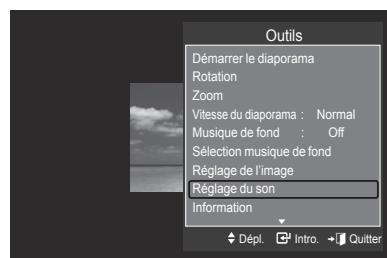 Outils
Démarrer le diaporama
Rotation
Zoom
Vitesse du diaporama : Normal
Musique de fond : Off
Sélection musique de fond
Réglage de l'image
Réglage du son
Information
Dépl. Intro. Quitter